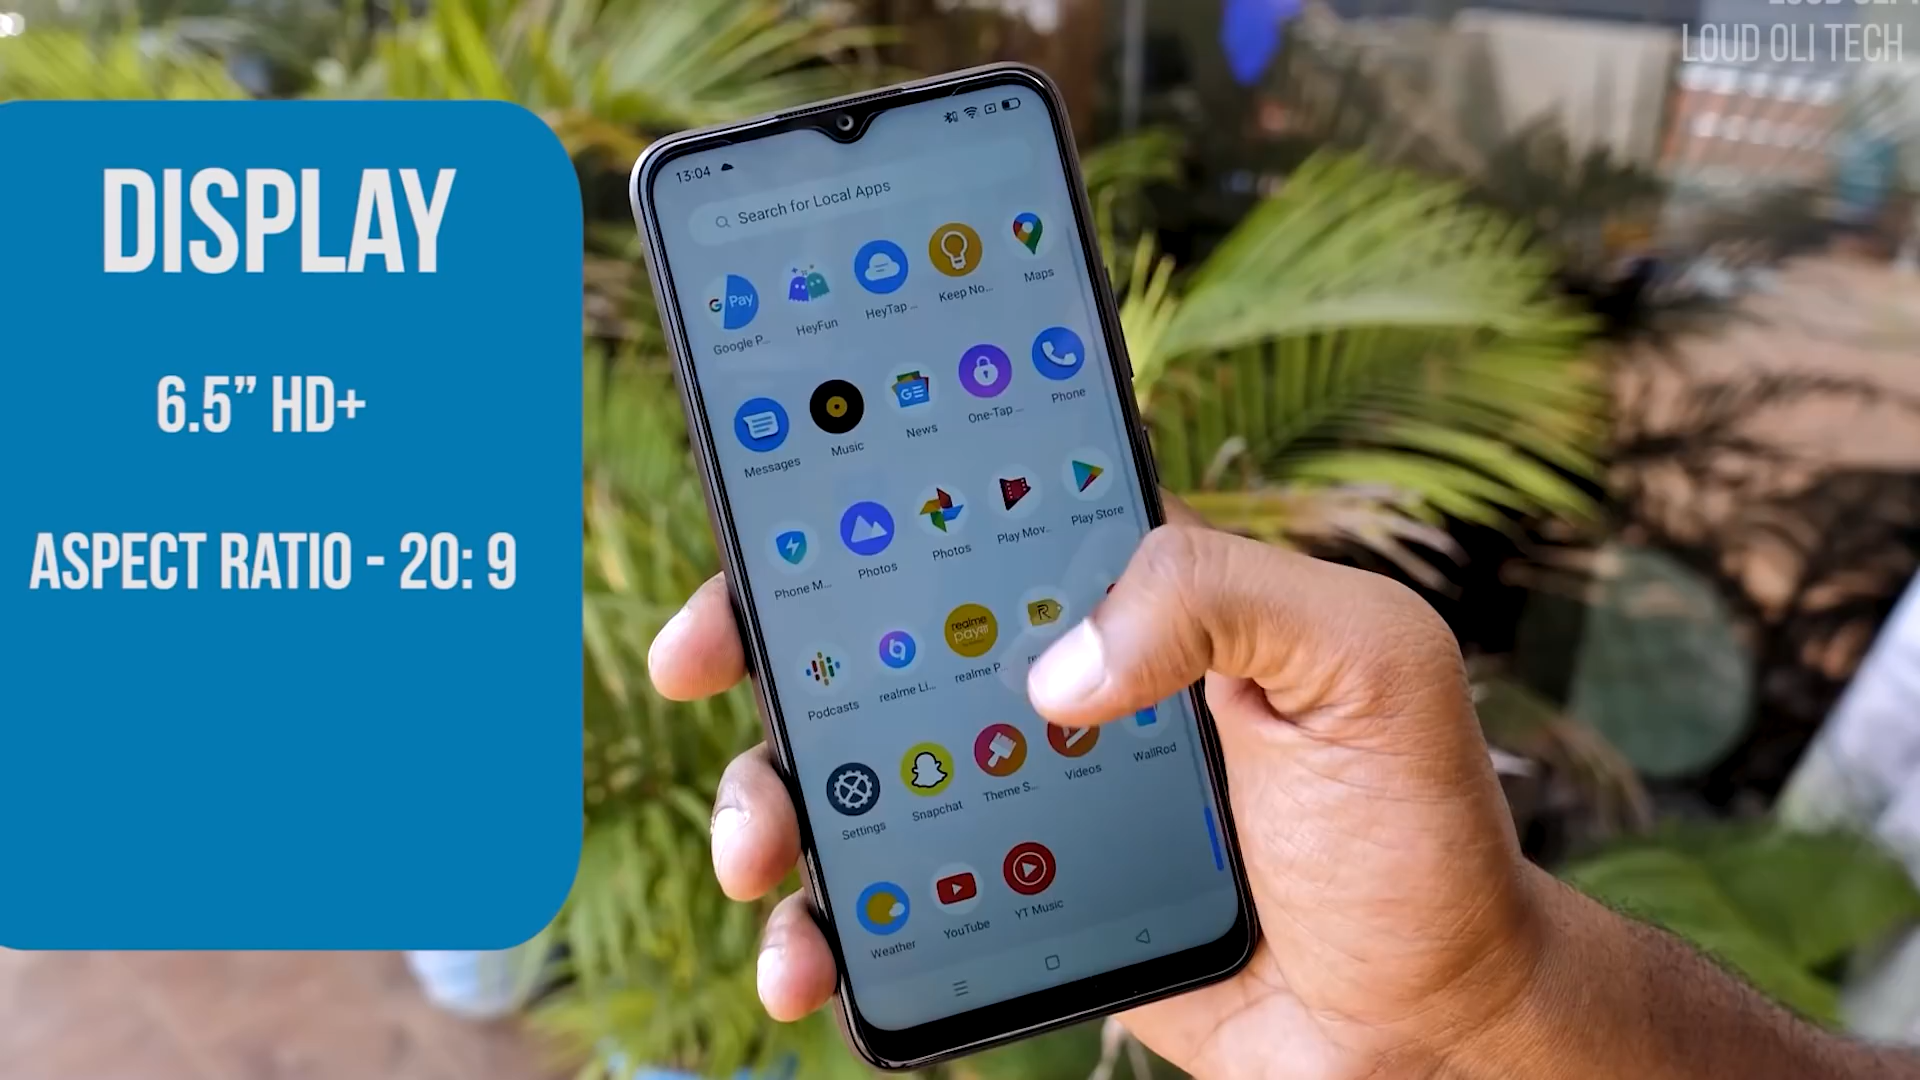 LOUD OLI TECH
DISPLAY
6.5” HD+
ASPECT RATIO - 20: 9
13:04
Search for Local Apps
G Pay
Google P...
HeyFun
HeyTap ...
Keep No...
Maps
Messages
Music
GE
News
One-Tap ...
Phone
Phone M...
Photos
Photos
Play Mov...
Play Store
Podcasts
realme Li...
realme
realme P...
R
Settings
Snapchat
Theme S...
Videos
WallRod
Weather
YouTube
YT Music